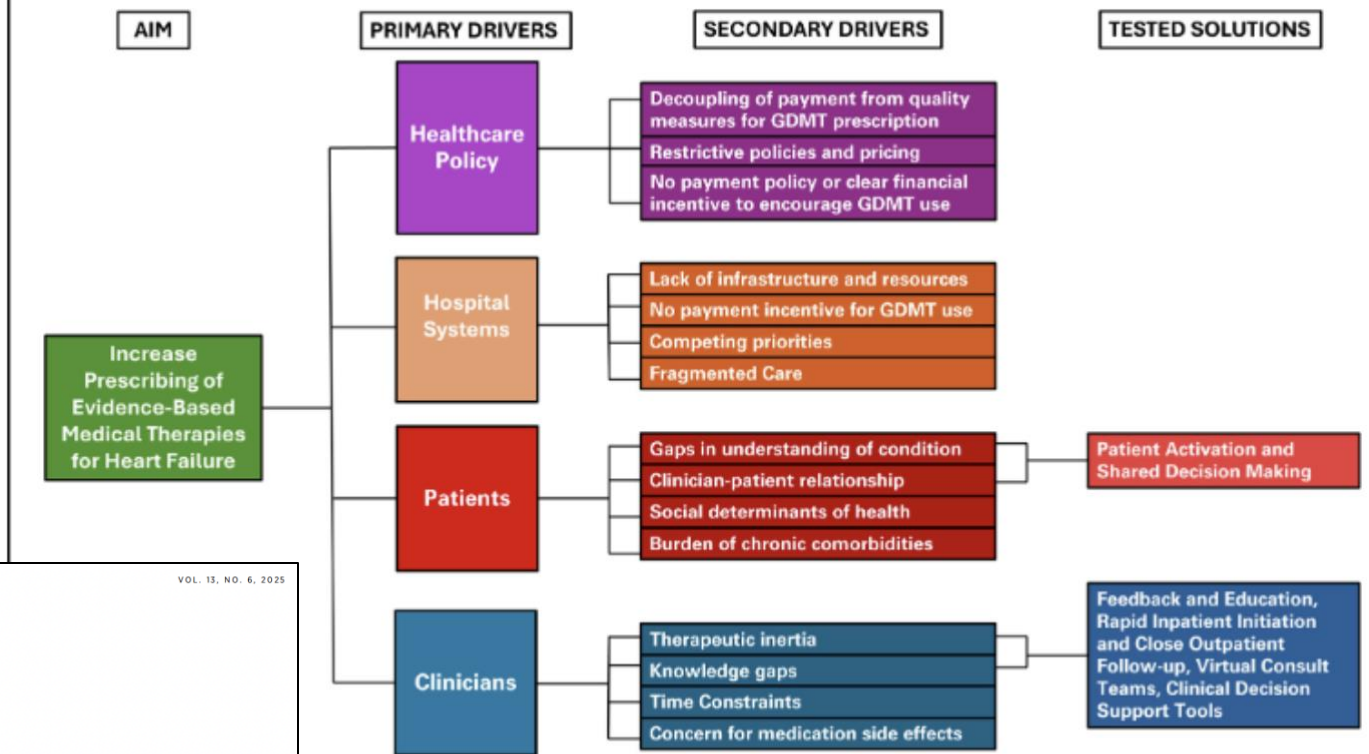 AIM
PRIMARY DRIVERS
SECONDARY DRIVERS
TESTED SOLUTIONS
Increase
Prescribing of
Evidence-Based
Medical Therapies
for Heart Failure
Healthcare
Policy
Decoupling of payment from quality
measures for GDMT prescription
Restrictive policies and pricing
No payment policy or clear financial
incentive to encourage GDMT use
Hospital
Systems
Lack of infrastructure and resources
No payment incentive for GDMT use
Competing priorities
Fragmented Care
Patients
Gaps in understanding of condition
Clinician-patient relationship
Social determinants of health
Burden of chronic comorbidities
Patient Activation and
Shared Decision Making
Clinicians
Therapeutic inertia
Knowledge gaps
Time Constraints
Concern for medication side effects
Feedback and Education,
Rapid Inpatient Initiation
and Close Outpatient
Follow-up, Virtual Consult
Teams, Clinical Decision
Support Tools
VOL. 13, NO. 6, 2025